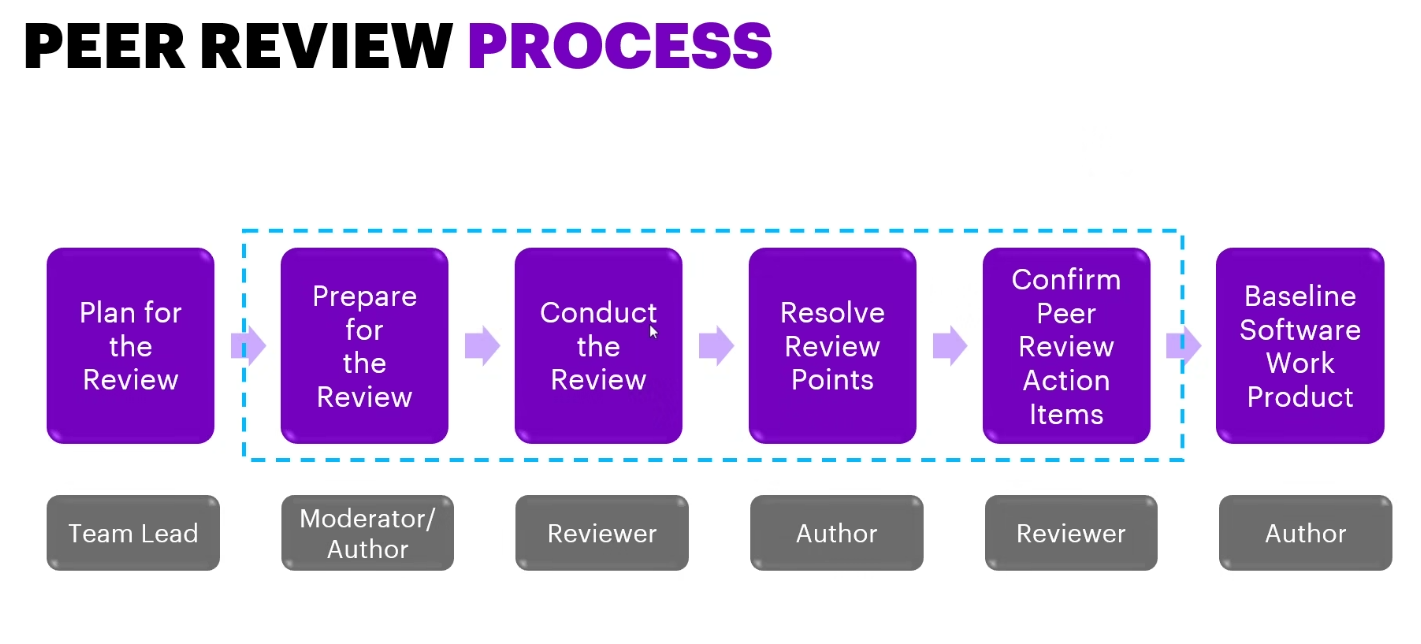 PEER REVIEW PROCESS
Plan for
the
Review
Prepare
for
the
Review
Conduct
the
Review
Resolve
Review
Points
Confirm
Peer
Review
Action
Items
Baseline
Software
Work
Product
Team Lead
Moderator/
Author
Reviewer
Author
Reviewer
Author